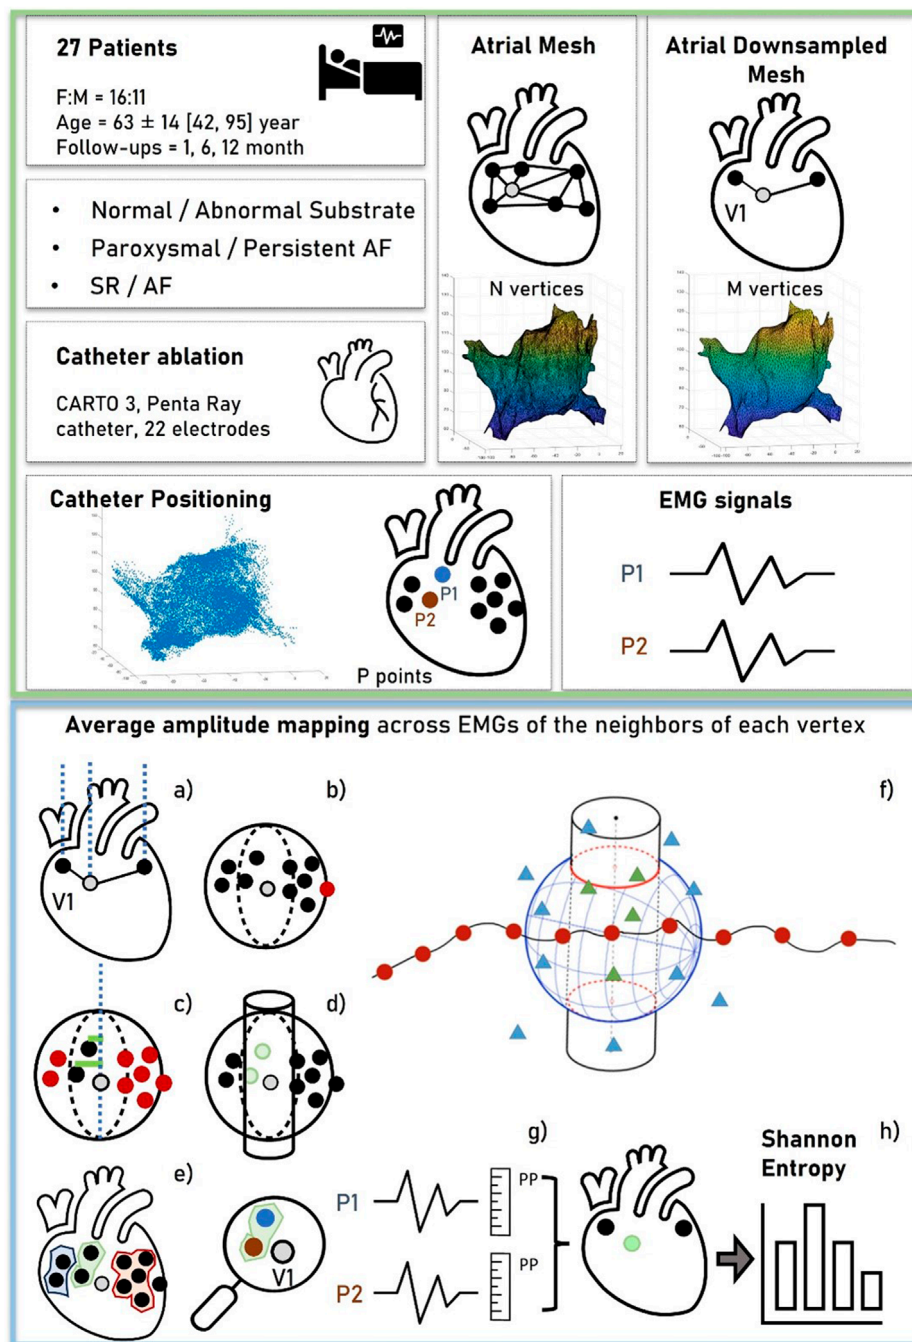 27 Patients
F:M = 16:11
Age = 63 ± 14 [42, 95] year
Follow-ups = 1, 6, 12 month
• Normal / Abnormal Substrate
• Paroxysmal / Persistent AF
• SR / AF
Catheter ablation
CARTO 3, Penta Ray
catheter, 22 electrodes
Atrial Mesh
N vertices
Atrial Downsampled
Mesh
V1
M vertices
Catheter Positioning
P1
P2
P points
EMG signals
P1
P2
Average amplitude mapping across EMGs of the neighbors of each vertex
a)
V1
b)
c)
d)
e)
V1
f)
g)
P1
PP
P2
PP
h)
Shannon
Entropy